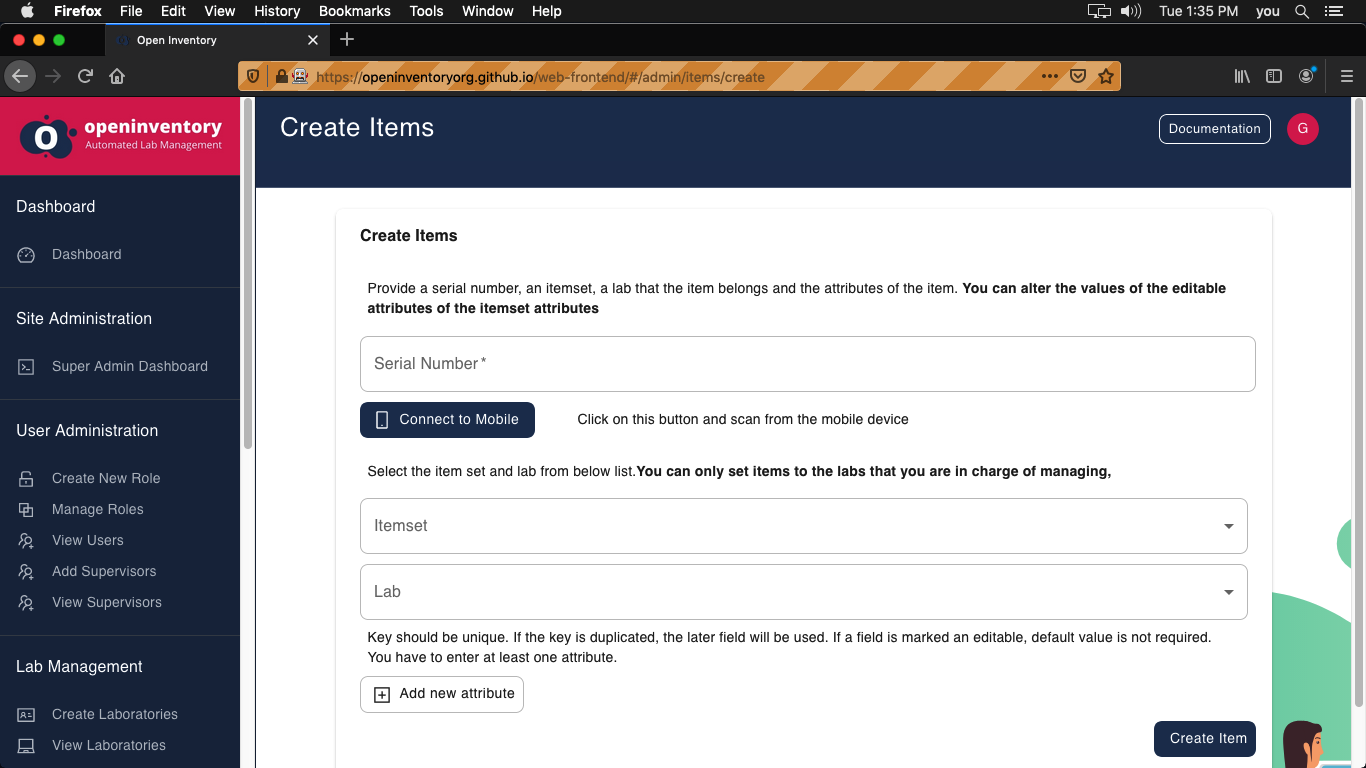 Firefox File Edit View History Bookmarks Tools Window Help Tue 1:35 PM you
Open Inventory
https://openinventoryorg.github.io/web-frontend/#/admin/items/create
openinventory
Automated Lab Management
Create Items
Documentation
G
Dashboard
Dashboard
Site Administration
Super Admin Dashboard
User Administration
Create New Role
Manage Roles
View Users
Add Supervisors
View Supervisors
Lab Management
Create Laboratories
View Laboratories
Create Items
Provide a serial number, an itemset, a lab that the item belongs and the attributes of the item. You can alter the values of the editable
attributes of the itemset attributes
Serial Number*
Connect to Mobile
Click on this button and scan from the mobile device
Select the item set and lab from below list.You can only set items to the labs that you are in charge of managing,
Itemset
Lab
Key should be unique. If the key is duplicated, the later field will be used. If a field is marked an editable, default value is not required.
You have to enter at least one attribute.
Add new attribute
Create Item